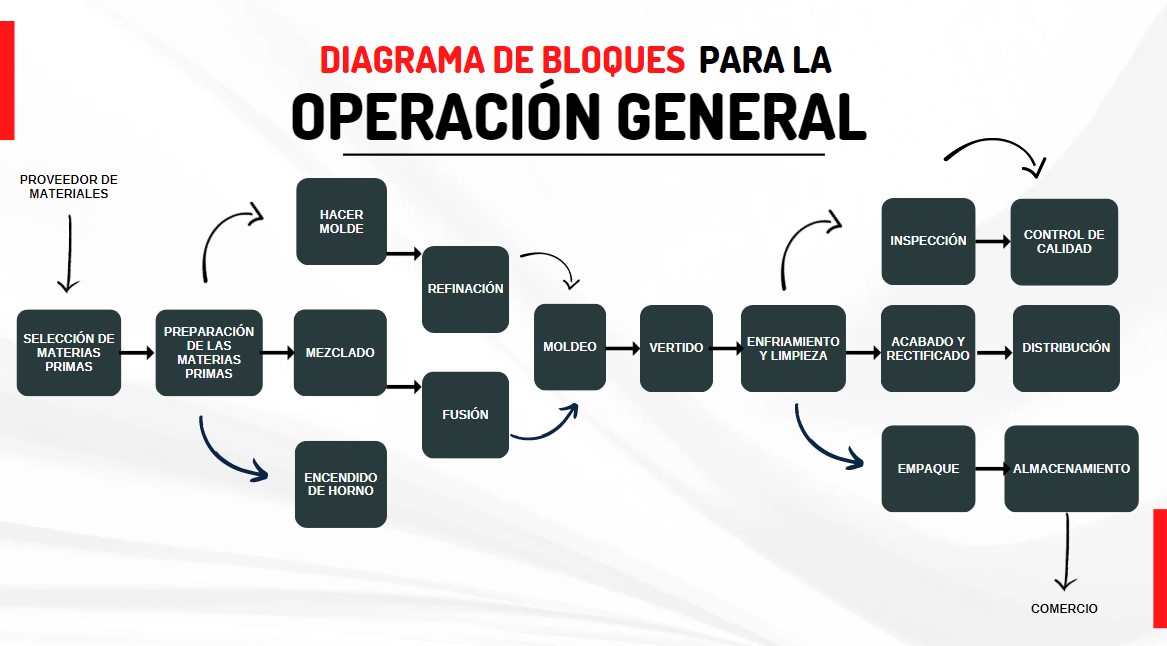 DIAGRAMA DE BLOQUES PARA LA
OPERACIÓN GENERAL
PROVEEDOR DE
MATERIALES
SELECCIÓN DE
MATERIAS
PRIMAS
PREPARACIÓN
DE LAS
MATERIAS
PRIMAS
HACER
MOLDE
MEZCLADO
ENCENDIDO
DE HORNO
REFINACIÓN
FUSIÓN
MOLDEO
VERTIDO
ENFRIAMIENTO
Y LIMPIEZA
INSPECCIÓN
CONTROL DE
CALIDAD
ACABADO Y
RECTIFICADO
DISTRIBUCIÓN
EMPAQUE
ALMACENAMIENTO
COMERCIO